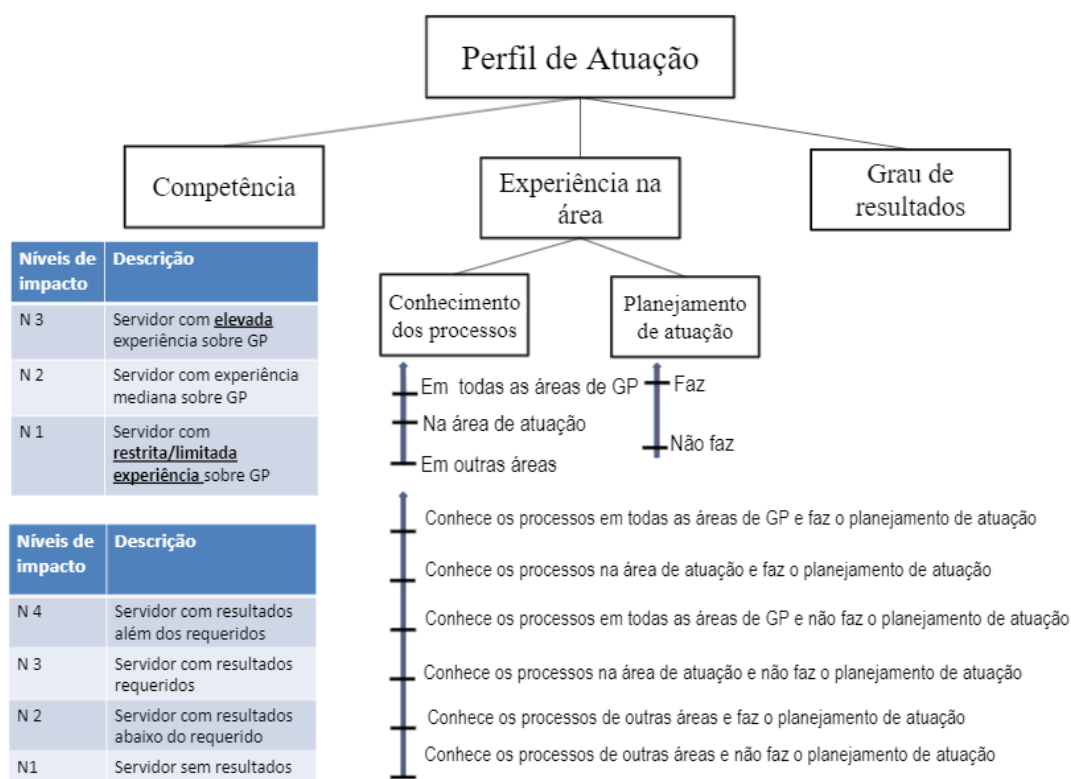 Perfil de Atuação
Competência
Experiência na
área
Grau de
resultados
Níveis de
impacto
Descrição
N 3
Servidor com elevada
experiência sobre GP
N 2
Servidor com experiência
mediana sobre GP
N 1
Servidor com
restrita/limitada
experiência sobre GP
Conhecimento
dos processos
Planejamento
de atuação
Em todas as áreas de GP
Na área de atuação
Em outras áreas
Faz
Não faz
Níveis de
impacto
Descrição
N 4
Servidor com resultados
além dos requeridos
N 3
Servidor com resultados
requeridos
N 2
Servidor com resultados
abaixo do requerido
N1
Servidor sem resultados
Conhece os processos em todas as áreas de GP e faz o planejamento de atuação
Conhece os processos na área de atuação e faz o planejamento de atuação
Conhece os processos em todas as áreas de GP e não faz o planejamento de atuação
Conhece os processos na área de atuação e não faz o planejamento de atuação
Conhece os processos de outras áreas e faz o planejamento de atuação
Conhece os processos de outras áreas e não faz o planejamento de atuação